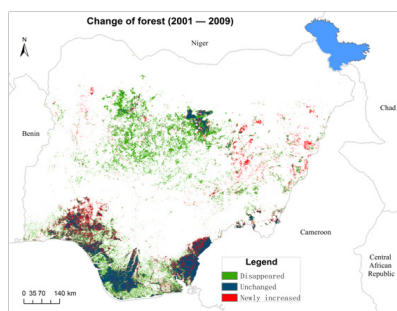 Change of forest (2001 — 2009)
N
Niger
Chad
Benin
Cameroon
Central
African
Republic
Legend
Disappeared
Unchanged
Newly increased
0 35 70 140 km